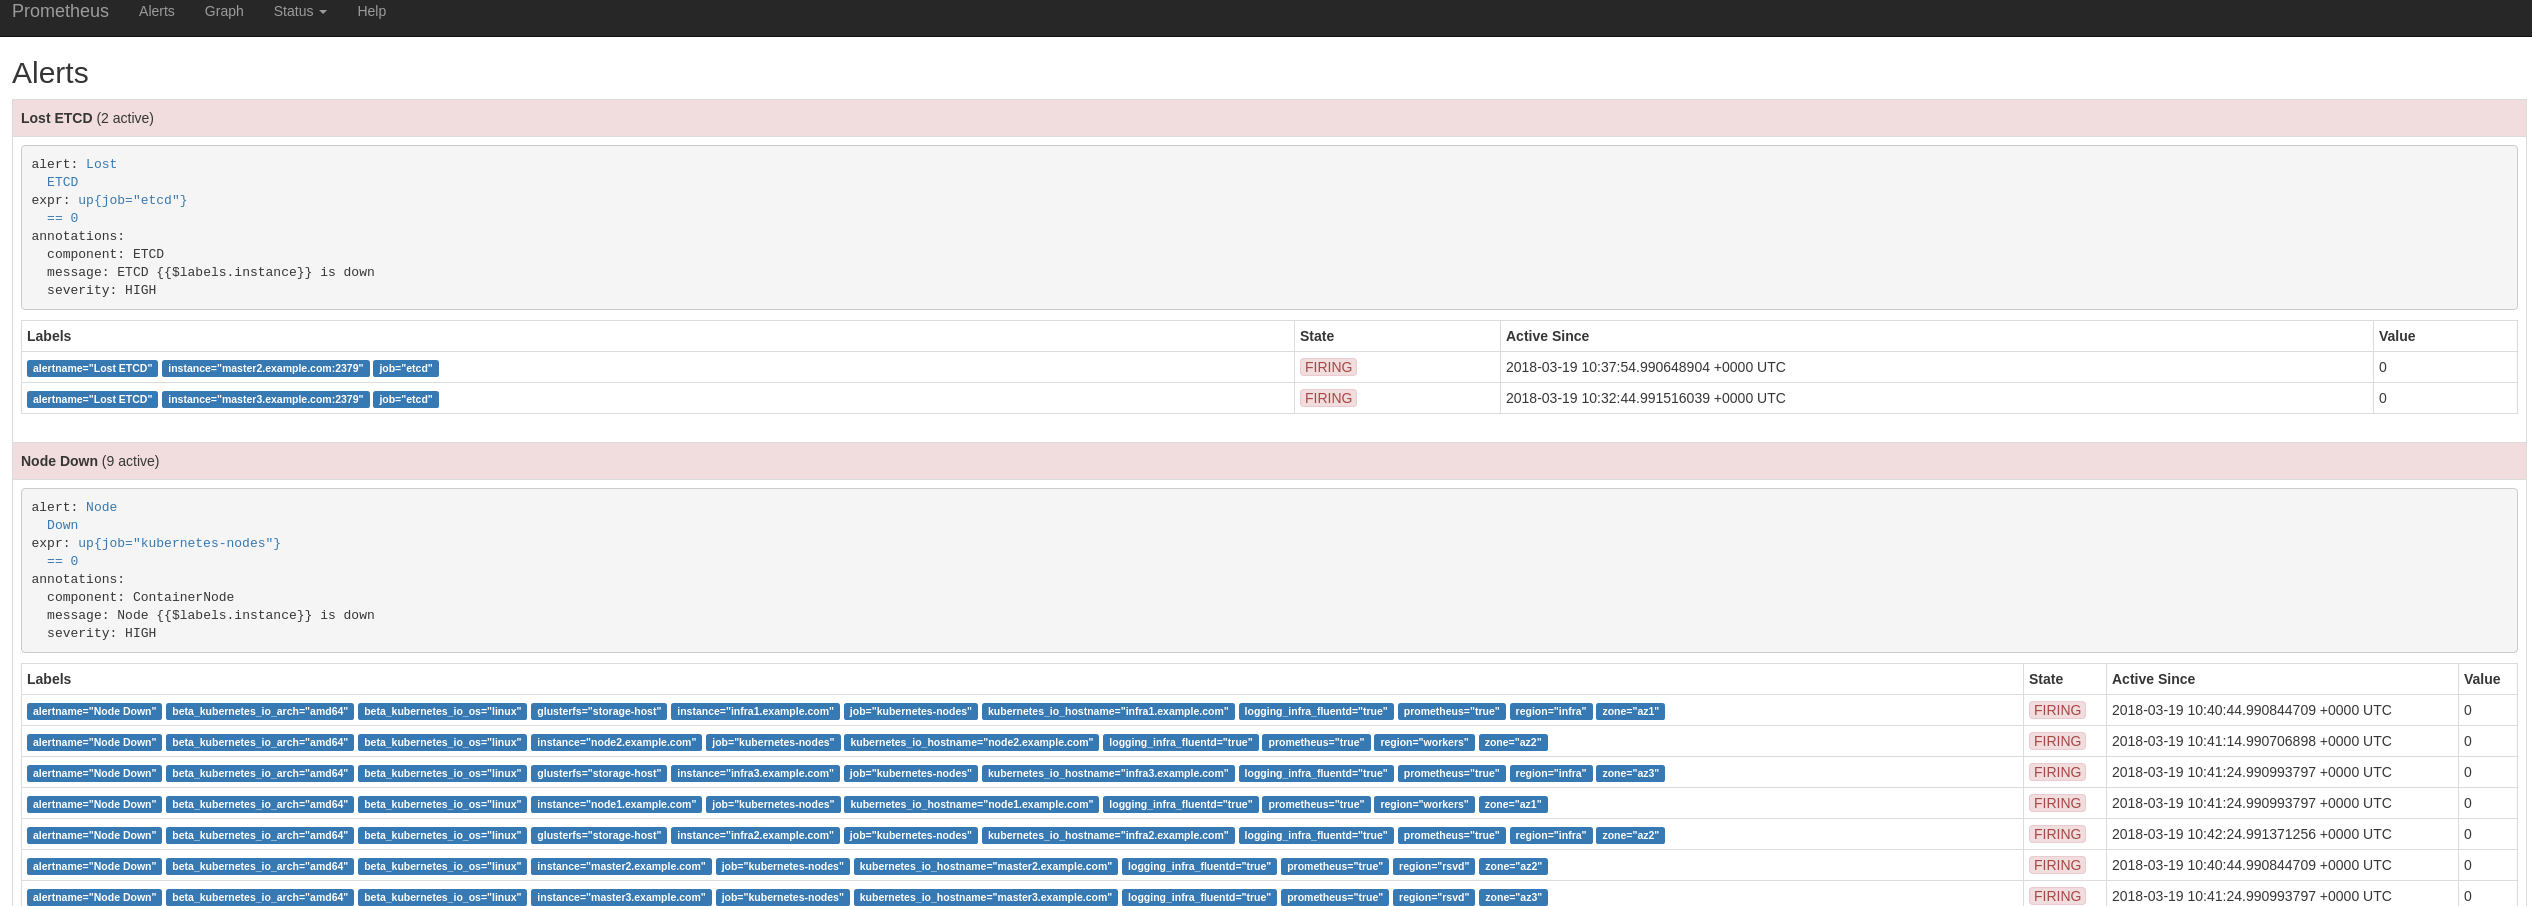 Prometheus Alerts Graph Status Help
Alerts
Lost ETCD (2 active)
alert: Lost
ETCD
expr: up{job="etcd"}
== 0
annotations:
component: ETCD
message: ETCD {{$labels.instance}} is down
severity: HIGH
Labels State Active Since Value
alertname="Lost ETCD" instance="master2.example.com:2379" job="etcd" FIRING 2018-03-19 10:37:54.990648904 +0000 UTC 0
alertname="Lost ETCD" instance="master3.example.com:2379" job="etcd" FIRING 2018-03-19 10:32:44.991516039 +0000 UTC 0
Node Down (9 active)
alert: Node
Down
expr: up{job="kubernetes-nodes"}
== 0
annotations:
component: ContainerNode
message: Node {{$labels.instance}} is down
severity: HIGH
Labels State Active Since Value
alertname="Node Down" beta_kubernetes_io_arch="amd64" beta_kubernetes_io_os="linux" glusterfs="storage-host" instance="infra1.example.com" job="kubernetes-nodes" kubernetes_io_hostname="infra1.example.com" logging_infra_fluentd="true" prometheus="true" region="infra" zone="az1" FIRING 2018-03-19 10:40:44.990844709 +0000 UTC 0
alertname="Node Down" beta_kubernetes_io_arch="amd64" beta_kubernetes_io_os="linux" instance="node2.example.com" job="kubernetes-nodes" kubernetes_io_hostname="node2.example.com" logging_infra_fluentd="true" prometheus="true" region="workers" zone="az2" FIRING 2018-03-19 10:41:14.990706898 +0000 UTC 0
alertname="Node Down" beta_kubernetes_io_arch="amd64" beta_kubernetes_io_os="linux" glusterfs="storage-host" instance="infra3.example.com" job="kubernetes-nodes" kubernetes_io_hostname="infra3.example.com" logging_infra_fluentd="true" prometheus="true" region="infra" zone="az3" FIRING 2018-03-19 10:41:24.990993797 +0000 UTC 0
alertname="Node Down" beta_kubernetes_io_arch="amd64" beta_kubernetes_io_os="linux" instance="node1.example.com" job="kubernetes-nodes" kubernetes_io_hostname="node1.example.com" logging_infra_fluentd="true" prometheus="true" region="workers" zone="az1" FIRING 2018-03-19 10:41:24.990993797 +0000 UTC 0
alertname="Node Down" beta_kubernetes_io_arch="amd64" beta_kubernetes_io_os="linux" glusterfs="storage-host" instance="infra2.example.com" job="kubernetes-nodes" kubernetes_io_hostname="infra2.example.com" logging_infra_fluentd="true" prometheus="true" region="infra" zone="az2" FIRING 2018-03-19 10:42:24.991371256 +0000 UTC 0
alertname="Node Down" beta_kubernetes_io_arch="amd64" beta_kubernetes_io_os="linux" instance="master2.example.com" job="kubernetes-nodes" kubernetes_io_hostname="master2.example.com" logging_infra_fluentd="true" prometheus="true" region="rsvd" zone="az2" FIRING 2018-03-19 10:40:44.990844709 +0000 UTC 0
alertname="Node Down" beta_kubernetes_io_arch="amd64" beta_kubernetes_io_os="linux" instance="master3.example.com" job="kubernetes-nodes" kubernetes_io_hostname="master3.example.com" logging_infra_fluentd="true" prometheus="true" region="rsvd" zone="az3" FIRING 2018-03-19 10:41:24.990993797 +0000 UTC 0